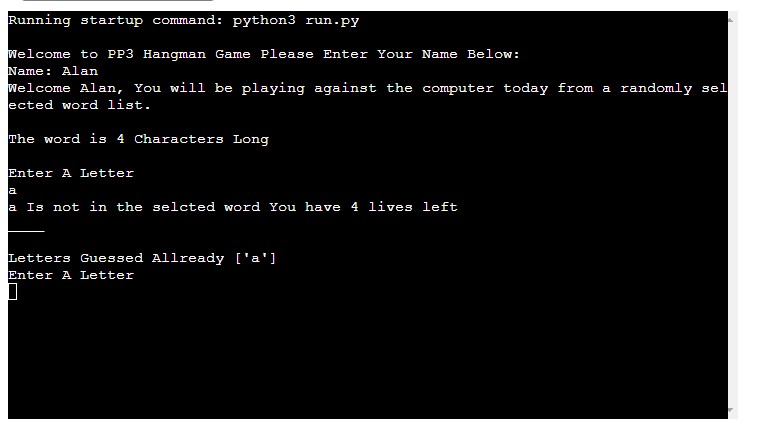 Running startup command: python3 run.py
Welcome to PP3 Hangman Game Please Enter Your Name Below:
Name: Alan
Welcome Alan, You will be playing against the computer today from a randomly sel
ected word list.
The word is 4 Characters Long
Enter A Letter
a
a Is not in the selcted word You have 4 lives left
____
Letters Guessed Allready ['a']
Enter A Letter